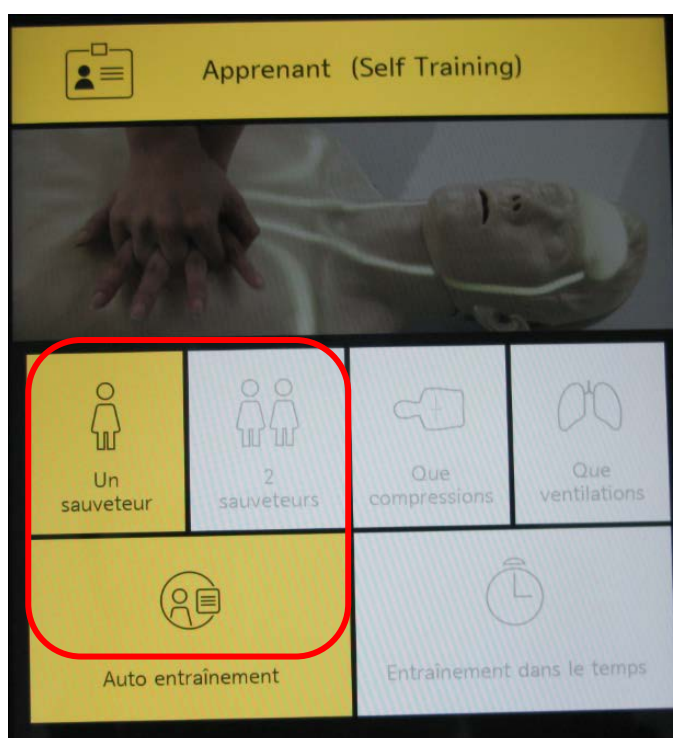 Apprenant (Self Training)
Un
sauveteur
2
sauveteurs
Que
compressions
Que
ventilations
Auto entraînement
Entraînement dans le temps